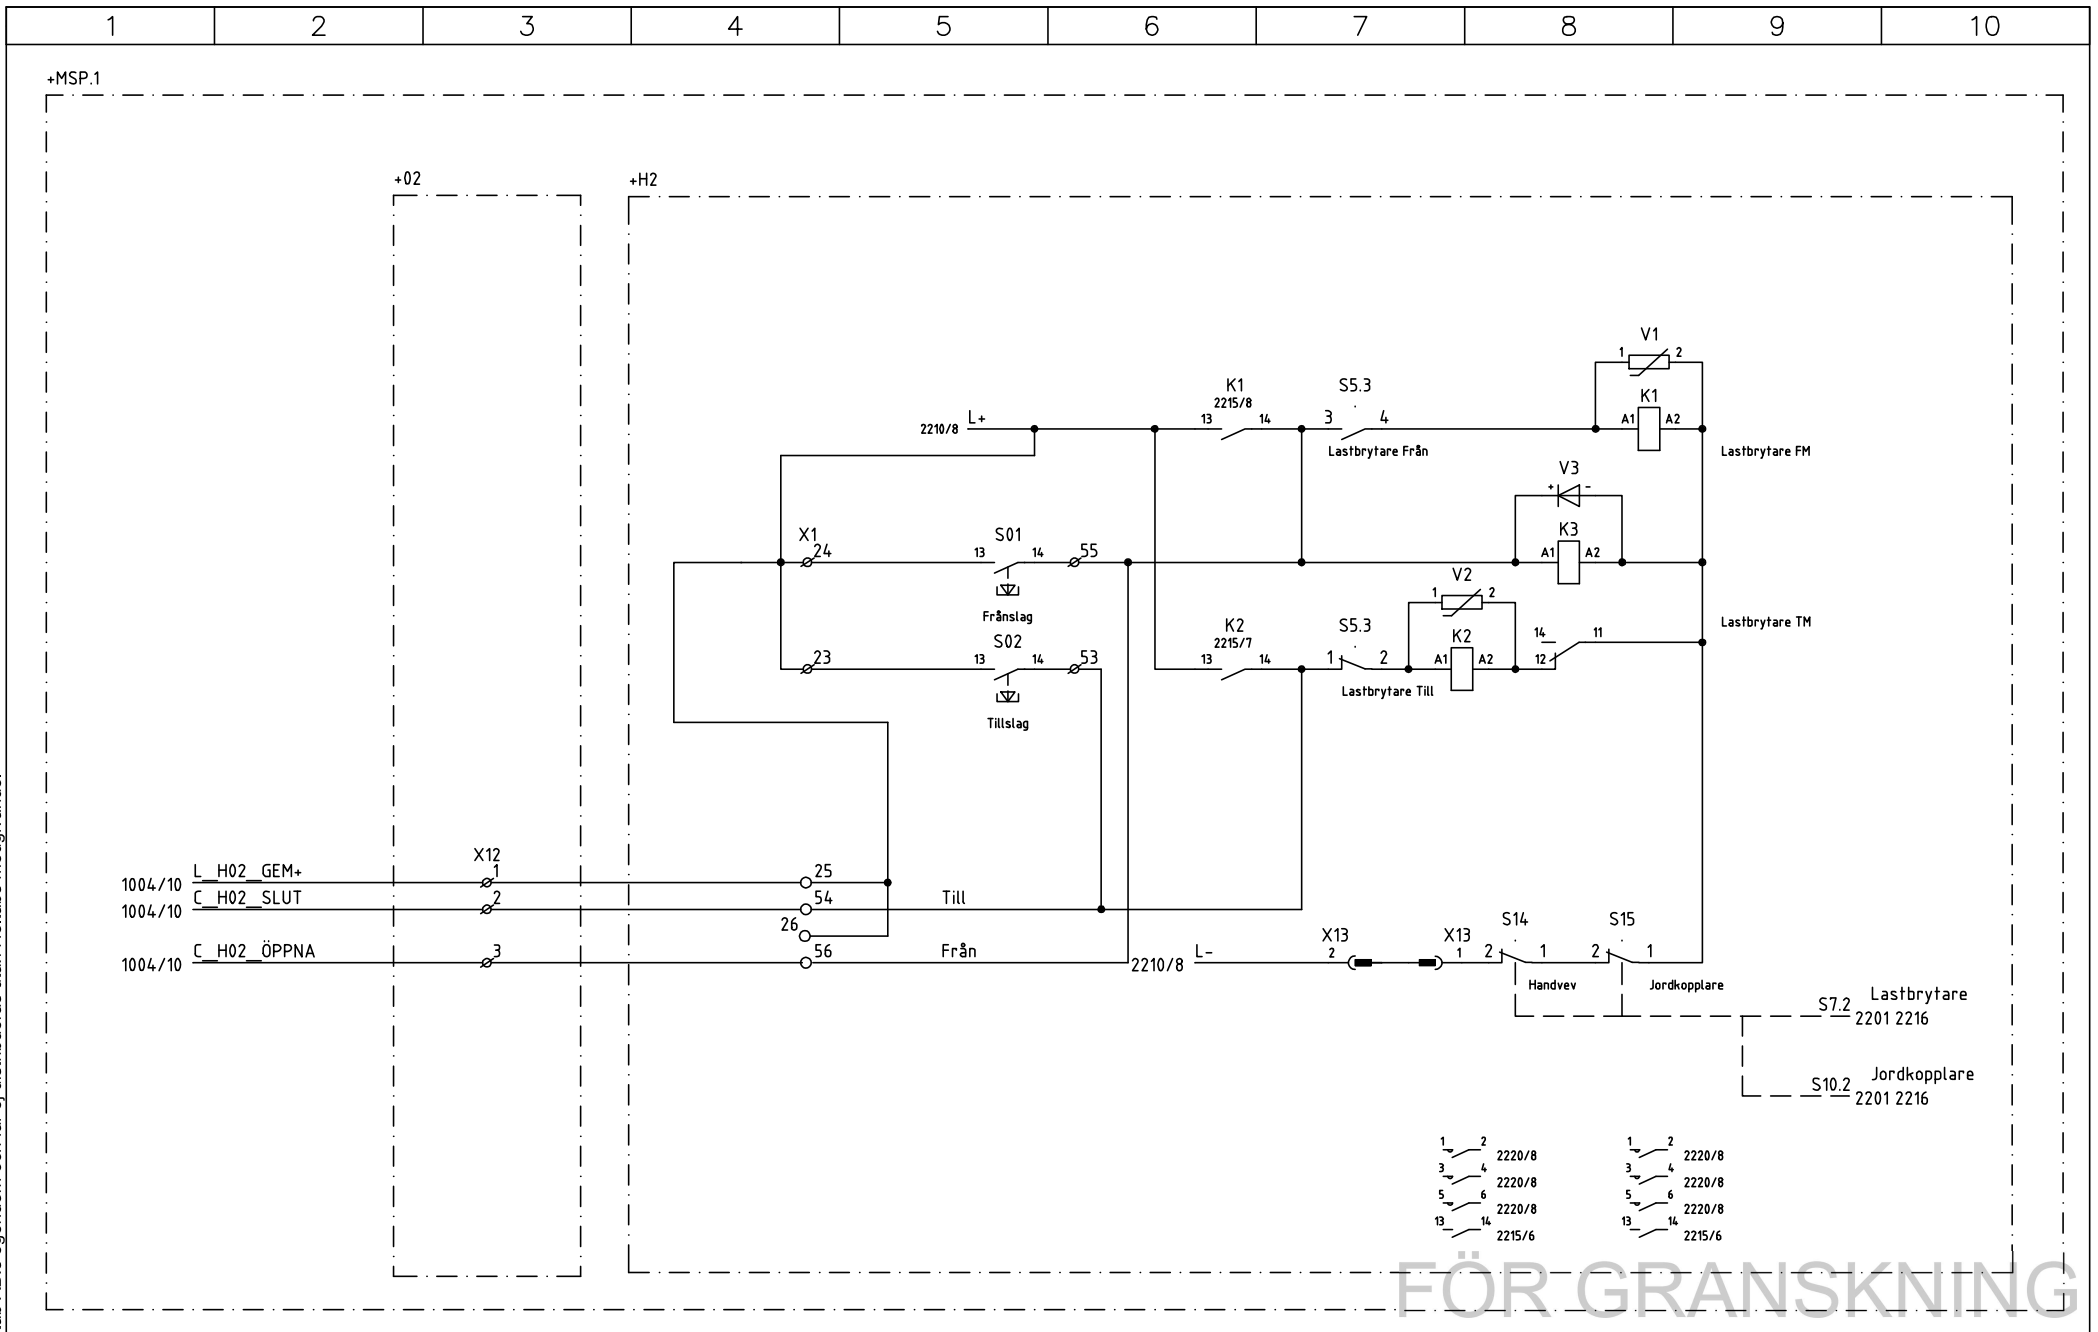 1 2 3 4 5 6 7 8 9 10
+MSP.1
+02
+H2
V1
1 2
K1
2215/8
13 14
S5.3
3 4
Lastbrytare Från
K1
A1 A2
2210/8 L+
Lastbrytare FM
V3
+ -
K3
A1 A2
X1
24
S01
13 14
55
Frånslag
V2
1 2
K2
2215/7
13 14
S5.3
1 2
Lastbrytare Till
K2
A1 A2
14 11
12
Lastbrytare TM
23
S02
13 14
53
Tillslag
X12
1004/10 L_H02_GEM+ 1 25
1004/10 C_H02_SLUT 2 54 Till
26
1004/10 C_H02_ÖPPNA 3 56 Från
2210/8 L-
X13
2
X13
1
S14
2 1
Handvev
S15
2 1
Jordkopplare
S7.2 Lastbrytare
2201 2216
S10.2 Jordkopplare
2201 2216
1 2 2220/8 1 2 2220/8
3 4 2220/8 3 4 2220/8
5 6 2220/8 5 6 2220/8
13 14 2215/6 13 14 2215/6
FÖR GRANSKNING